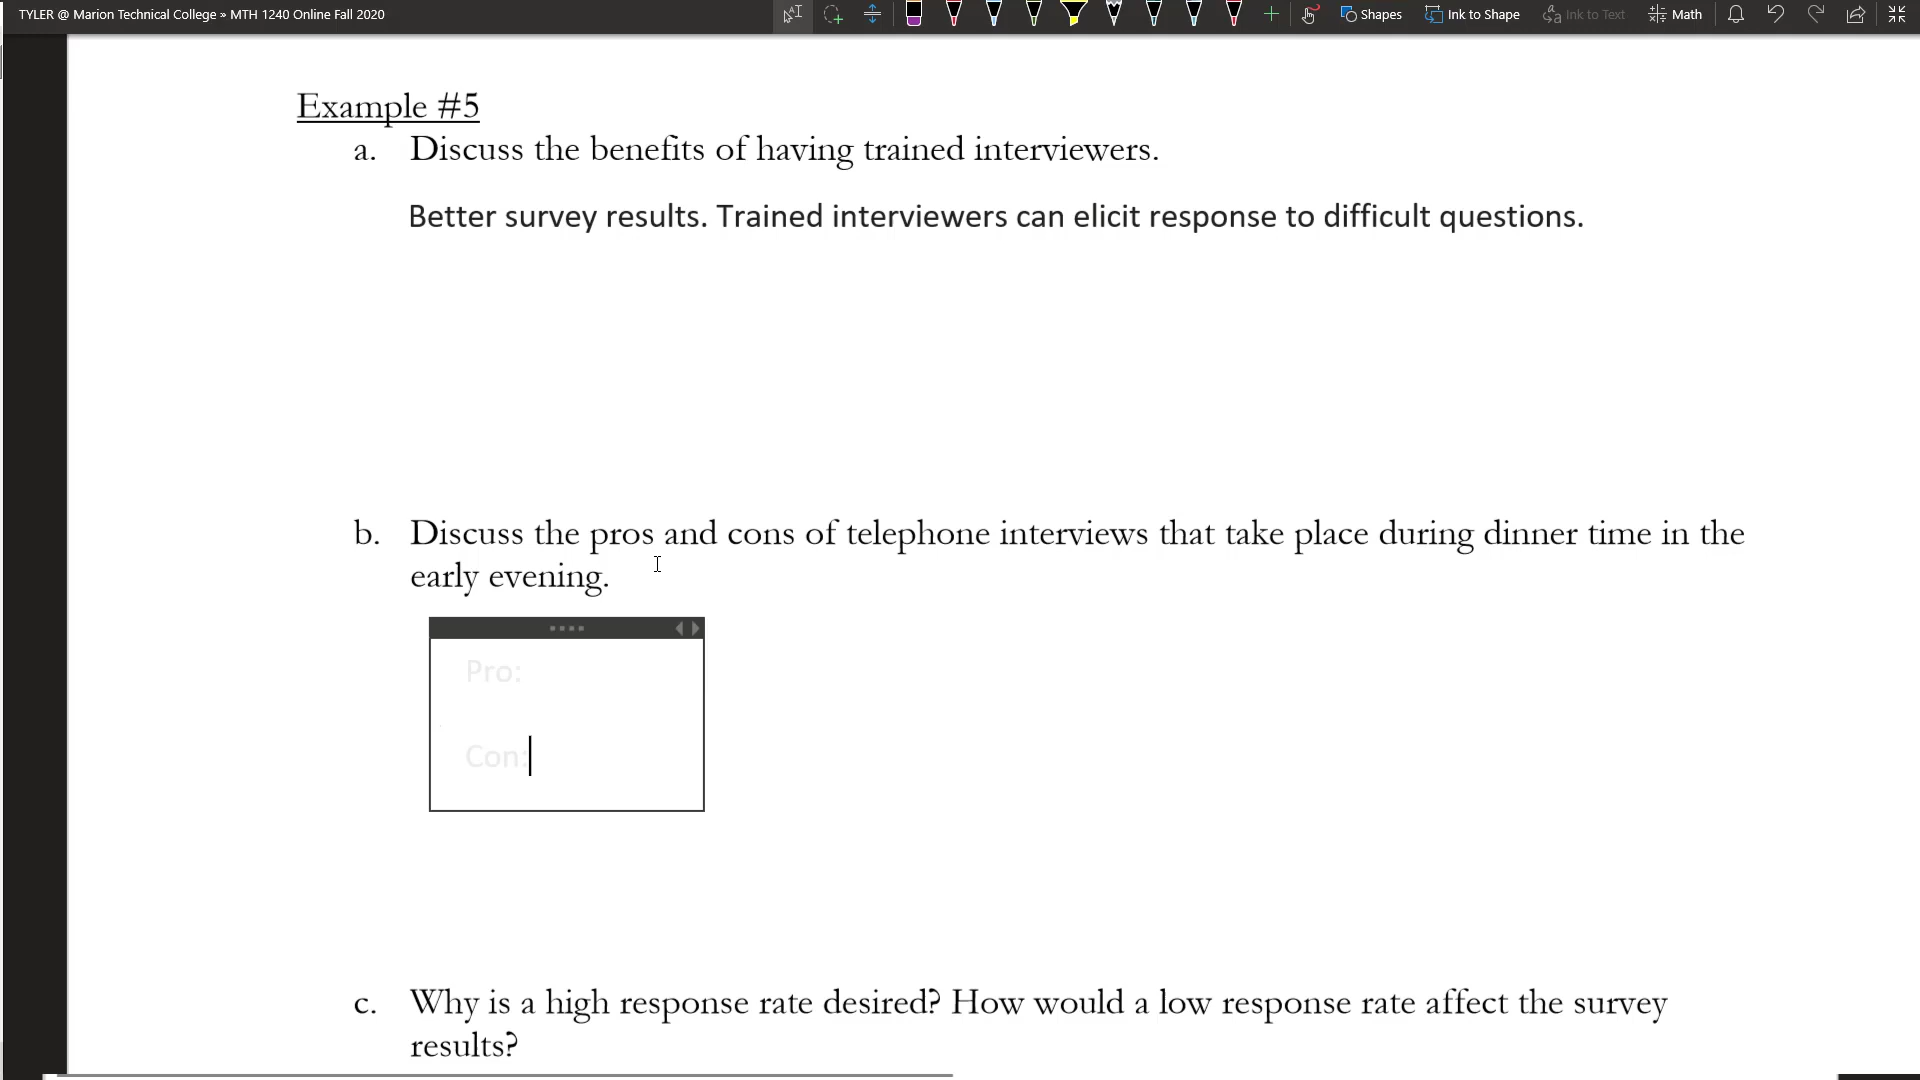 TYLER @ Marion Technical College » MTH 1240 Online Fall 2020
Shapes Ink to Shape Ink to Text Math
Example #5
a. Discuss the benefits of having trained interviewers.
Better survey results. Trained interviewers can elicit response to difficult questions.
b. Discuss the pros and cons of telephone interviews that take place during dinner time in the
early evening.
Pro:
Con:
c. Why is a high response rate desired? How would a low response rate affect the survey
results?